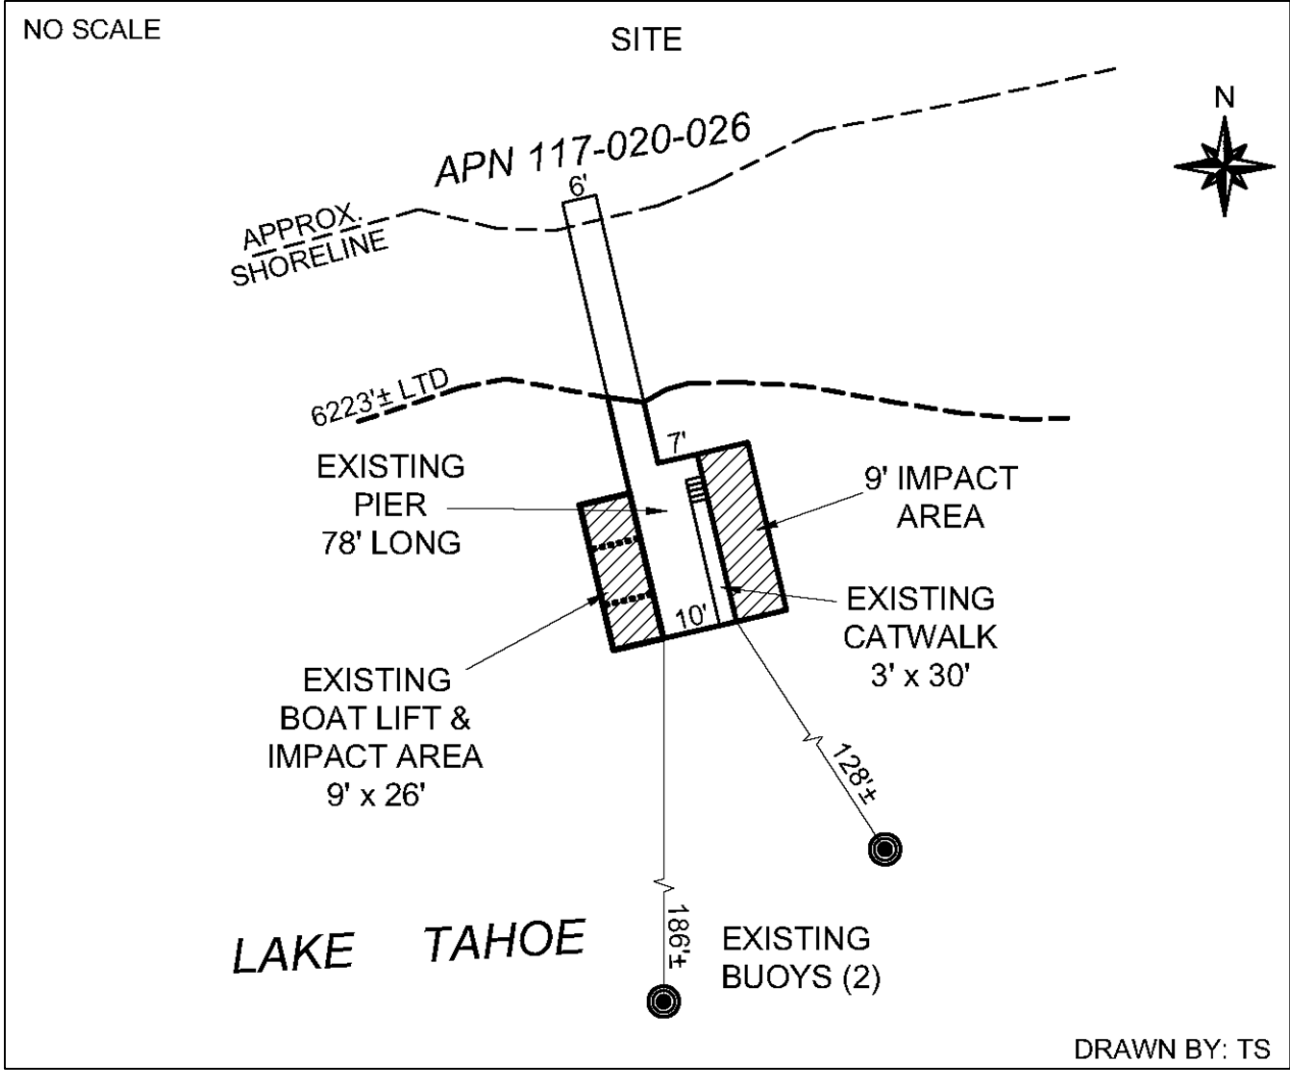 NO SCALE
SITE
N
APN 117-020-026
6'
APPROX.
SHORELINE
6223'± LTD
7'
EXISTING
PIER
78' LONG
9' IMPACT
AREA
EXISTING
CATWALK
3' x 30'
10'
EXISTING
BOAT LIFT &
IMPACT AREA
9' x 26'
128'±
186'±
EXISTING
BUOYS (2)
LAKE TAHOE
DRAWN BY: TS